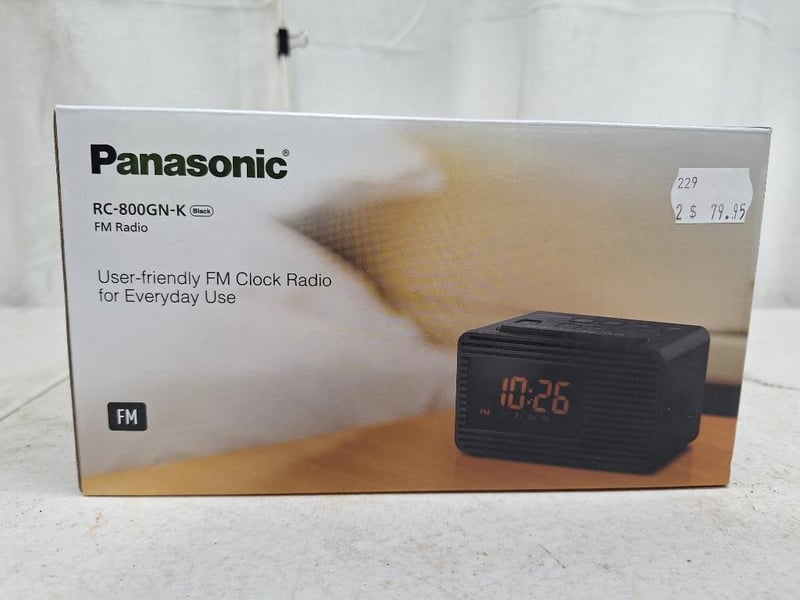 Panasonic®
RC-800GN-K Black
FM Radio
User-friendly FM Clock Radio
for Everyday Use
FM
229
2 $ 79.95
10:26
FM